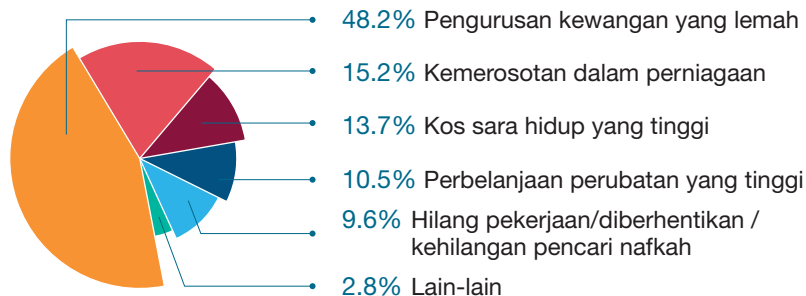 48.2% Pengurusan kewangan yang lemah
15.2% Kemerosotan dalam perniagaan
13.7% Kos sara hidup yang tinggi
10.5% Perbelanjaan perubatan yang tinggi
9.6% Hilang pekerjaan/diberhentikan /
kehilangan pencari nafkah
2.8% Lain-lain